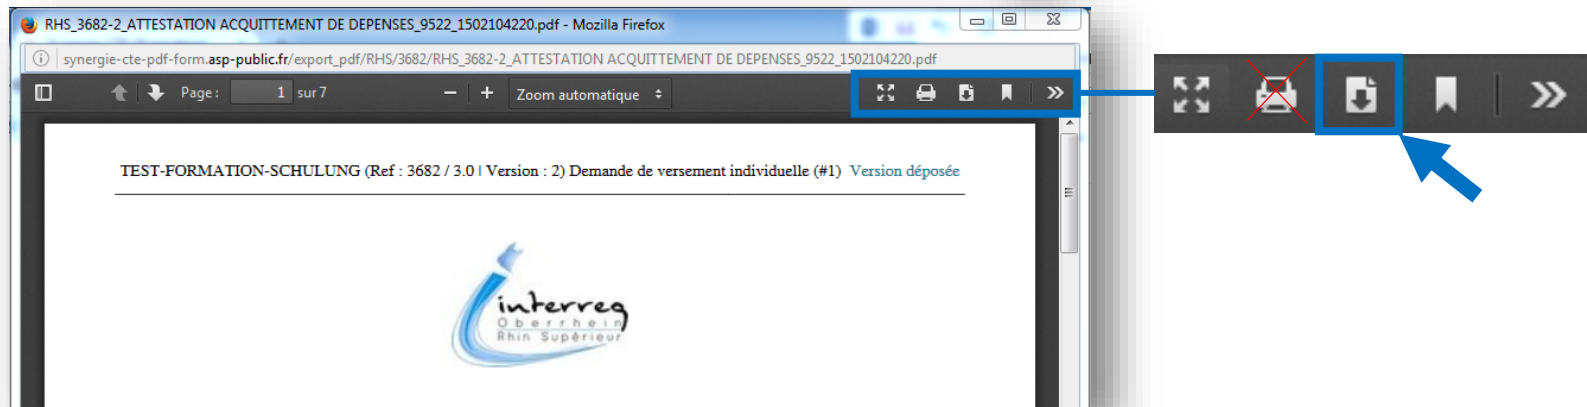 RHS_3682-2_ATTESTATION ACQUITTEMENT DE DEPENSES_9522_1502104220.pdf - Mozilla Firefox
synergie-cte-pdf-form.asp-public.fr/export_pdf/RHS/3682/RHS_3682-2_ATTESTATION ACQUITTEMENT DE DEPENSES_9522_1502104220.pdf
Page : 1 sur 7 Zoom automatique
TEST-FORMATION-SCHULUNG (Ref : 3682 / 3.0 | Version : 2) Demande de versement individuelle (#1) Version déposée
interreg
Oberrhein
Rhin Supérieur